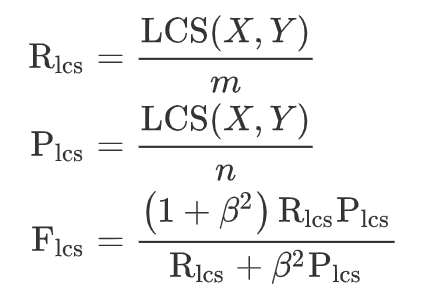 R_lcs = LCS(X, Y) / m
P_lcs = LCS(X, Y) / n
F_lcs = (1 + β²) R_lcs P_lcs / (R_lcs + β² P_lcs)